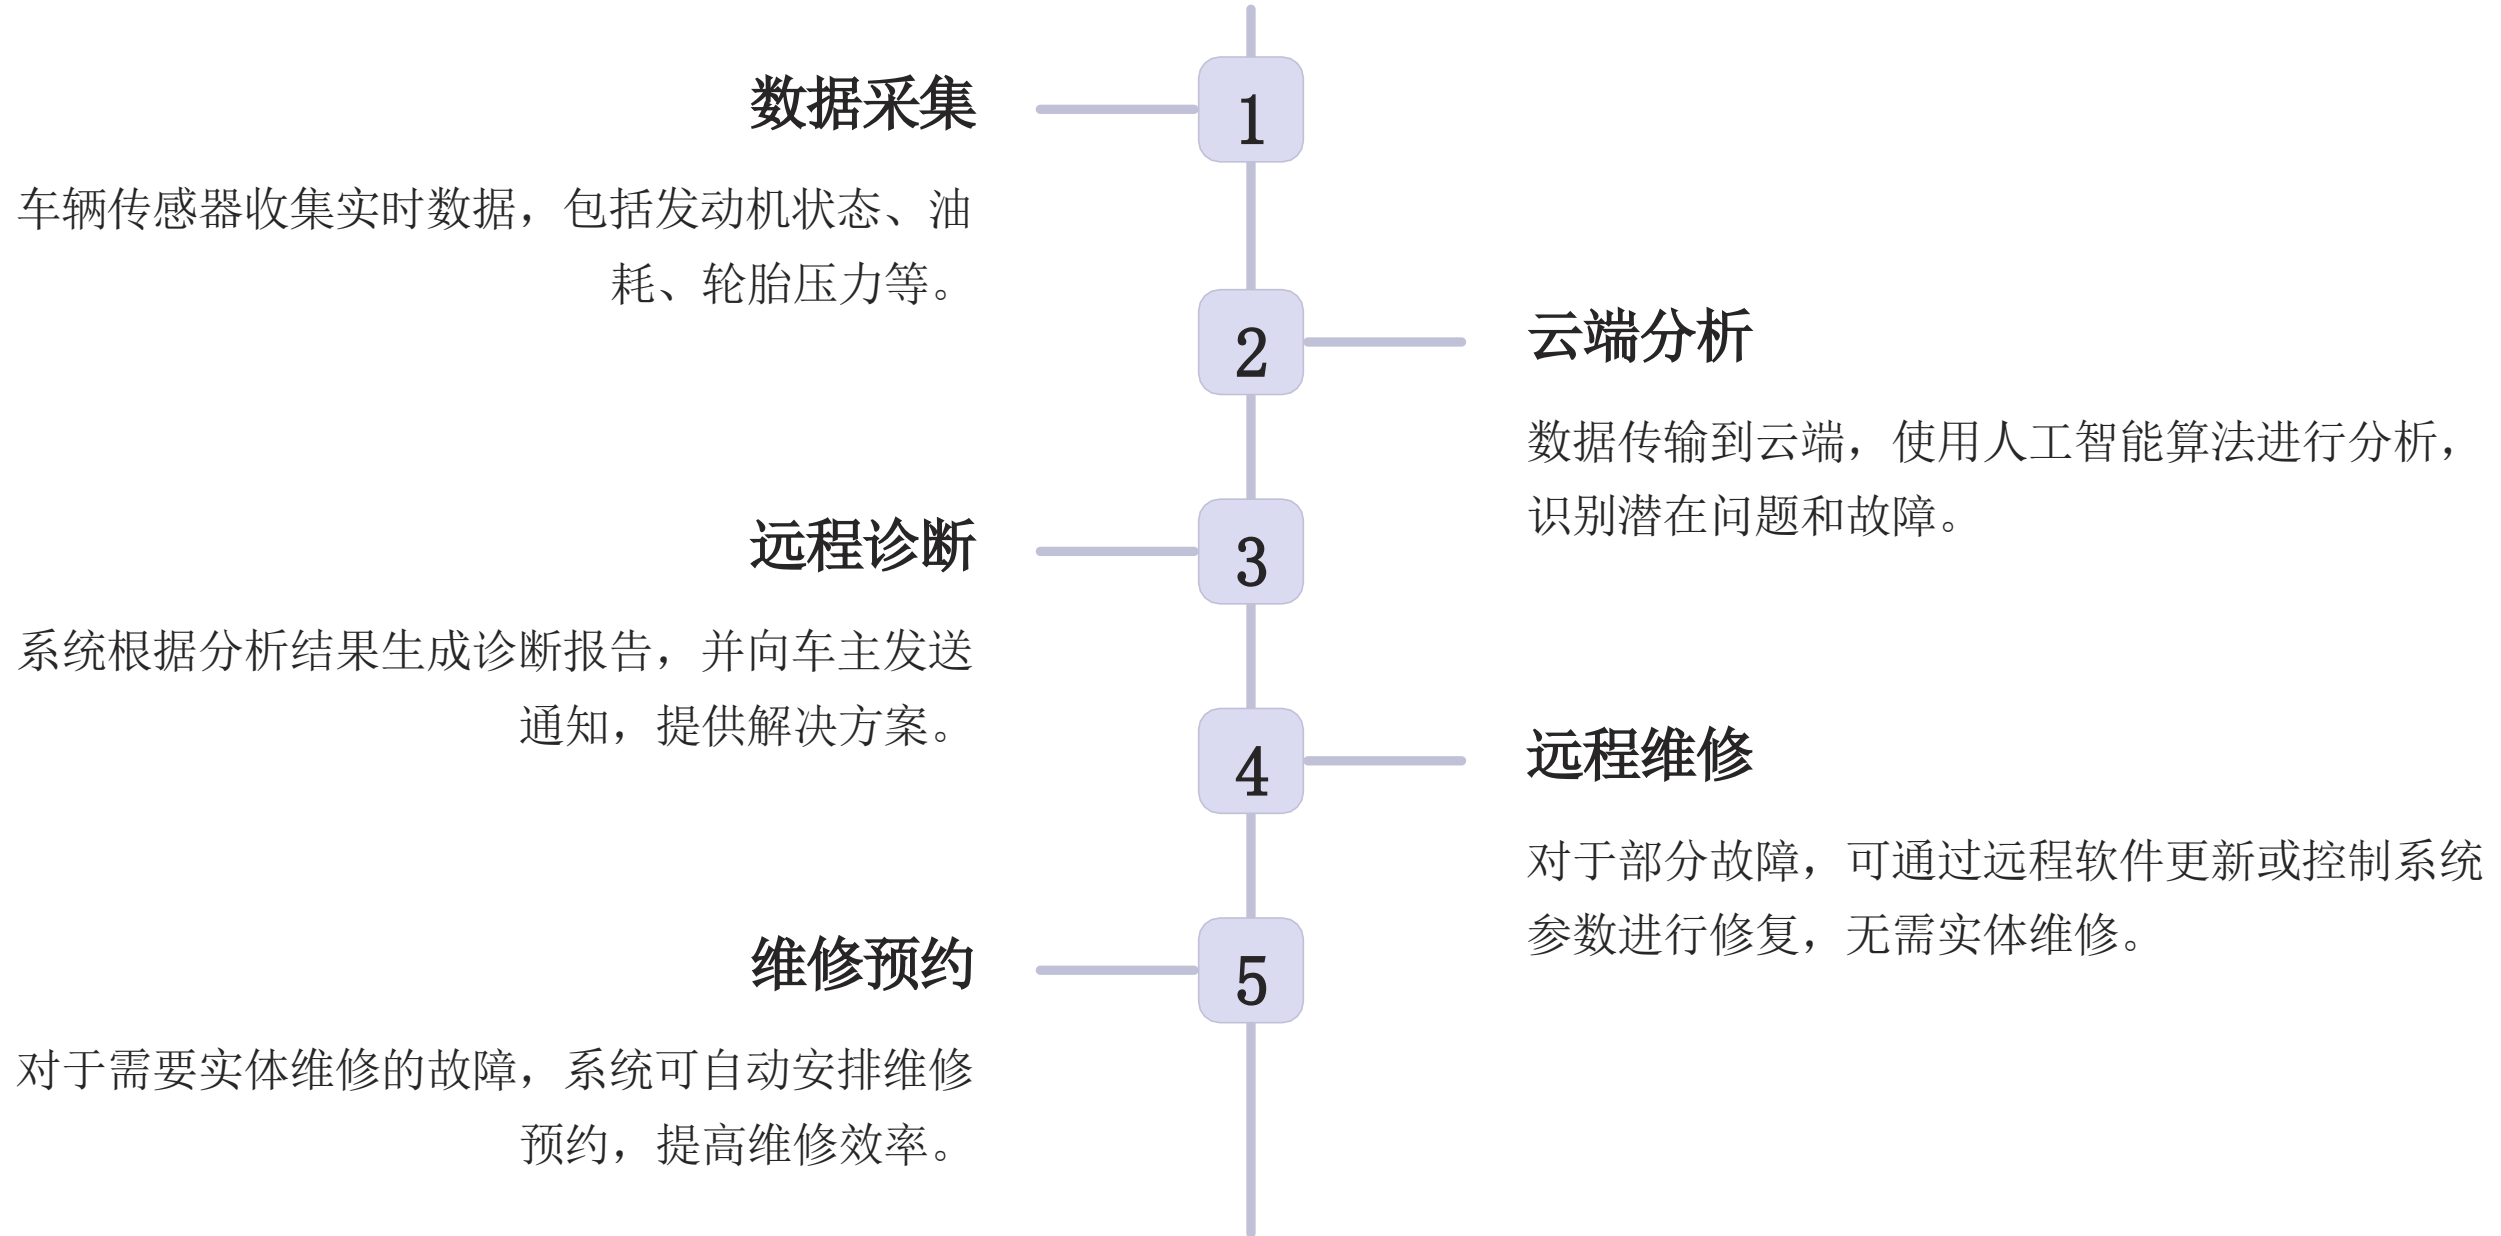 1
数据采集
车辆传感器收集实时数据，包括发动机状态、油
耗、轮胎压力等。
2
云端分析
数据传输到云端，使用人工智能算法进行分析，
识别潜在问题和故障。
3
远程诊断
系统根据分析结果生成诊断报告，并向车主发送
通知，提供解决方案。
4
远程维修
对于部分故障，可通过远程软件更新或控制系统
参数进行修复，无需实体维修。
5
维修预约
对于需要实体维修的故障，系统可自动安排维修
预约，提高维修效率。